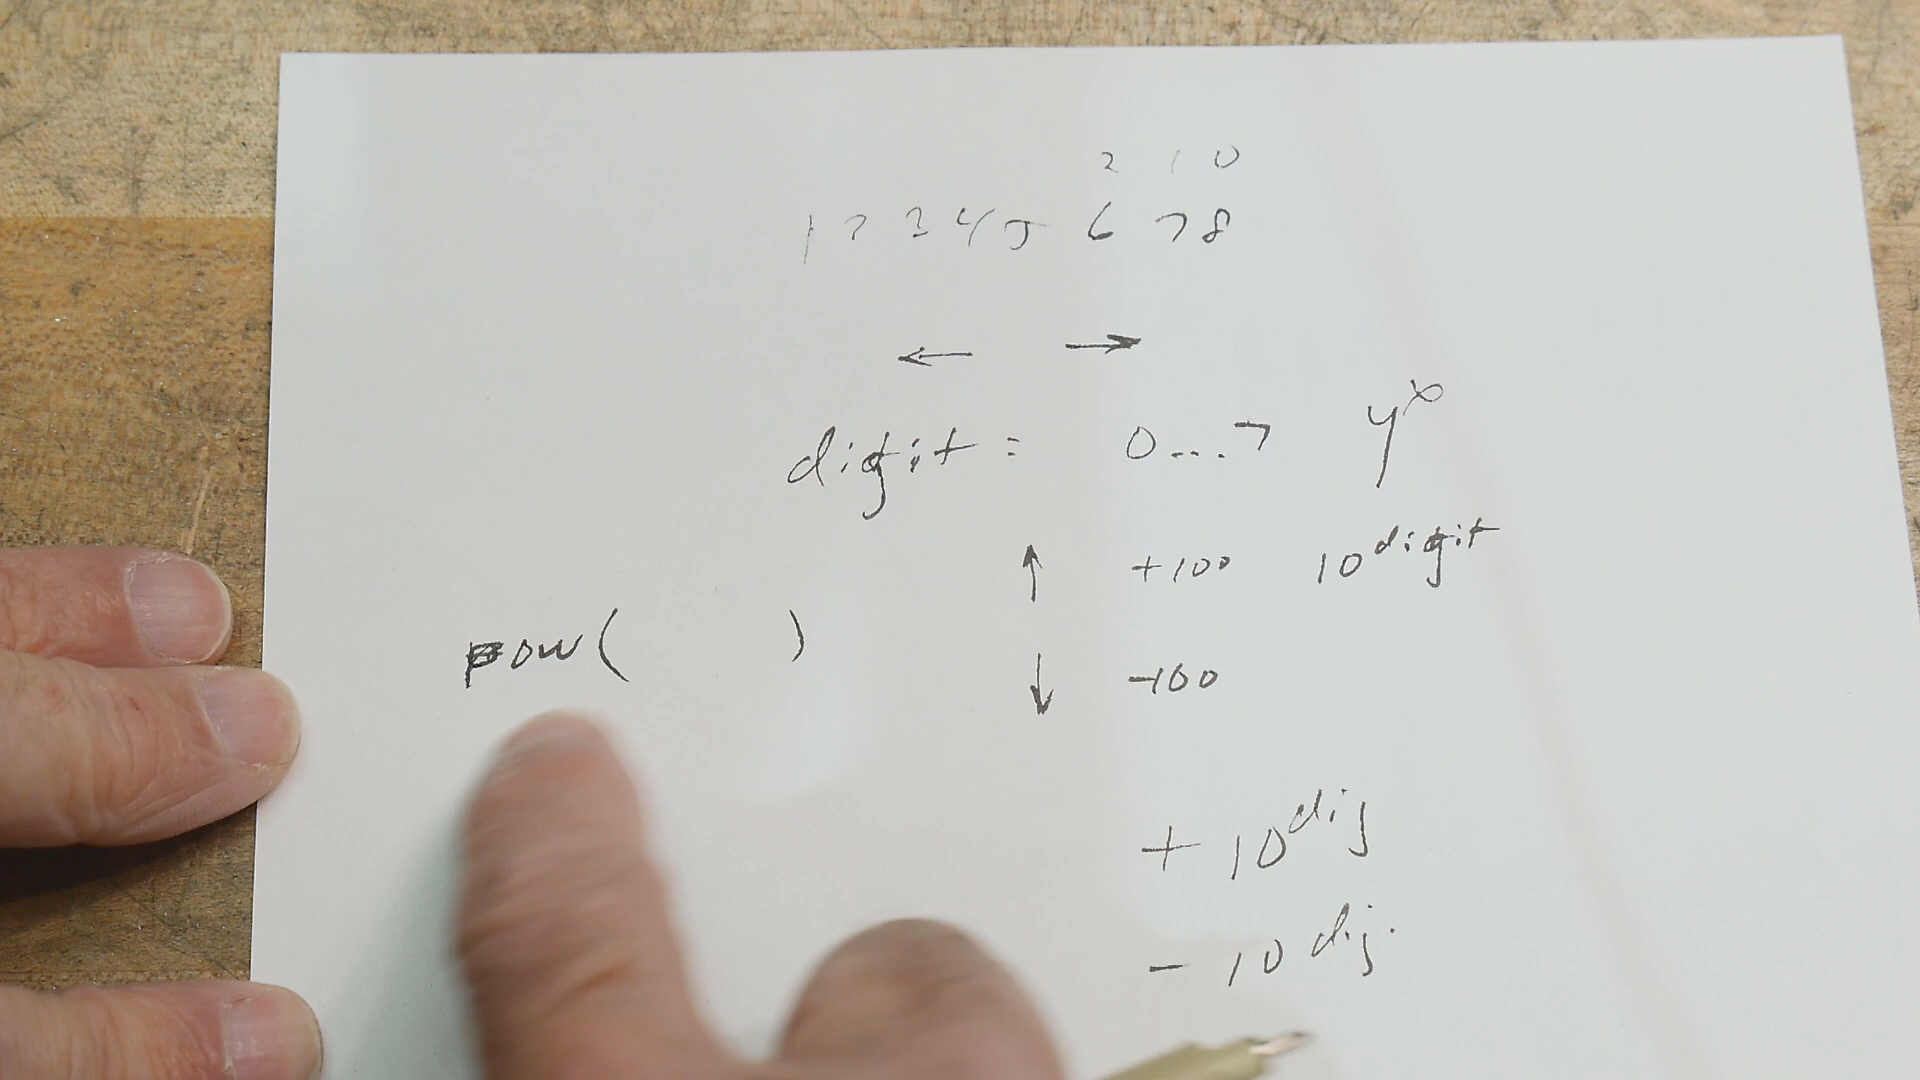 2 1 0
1 2 3 4 5 6 7 8
← →
digit = 0...7 y^x
↑ +100 10^digit
pow( )
↓ -100
+ 10^dig
- 10^dig.